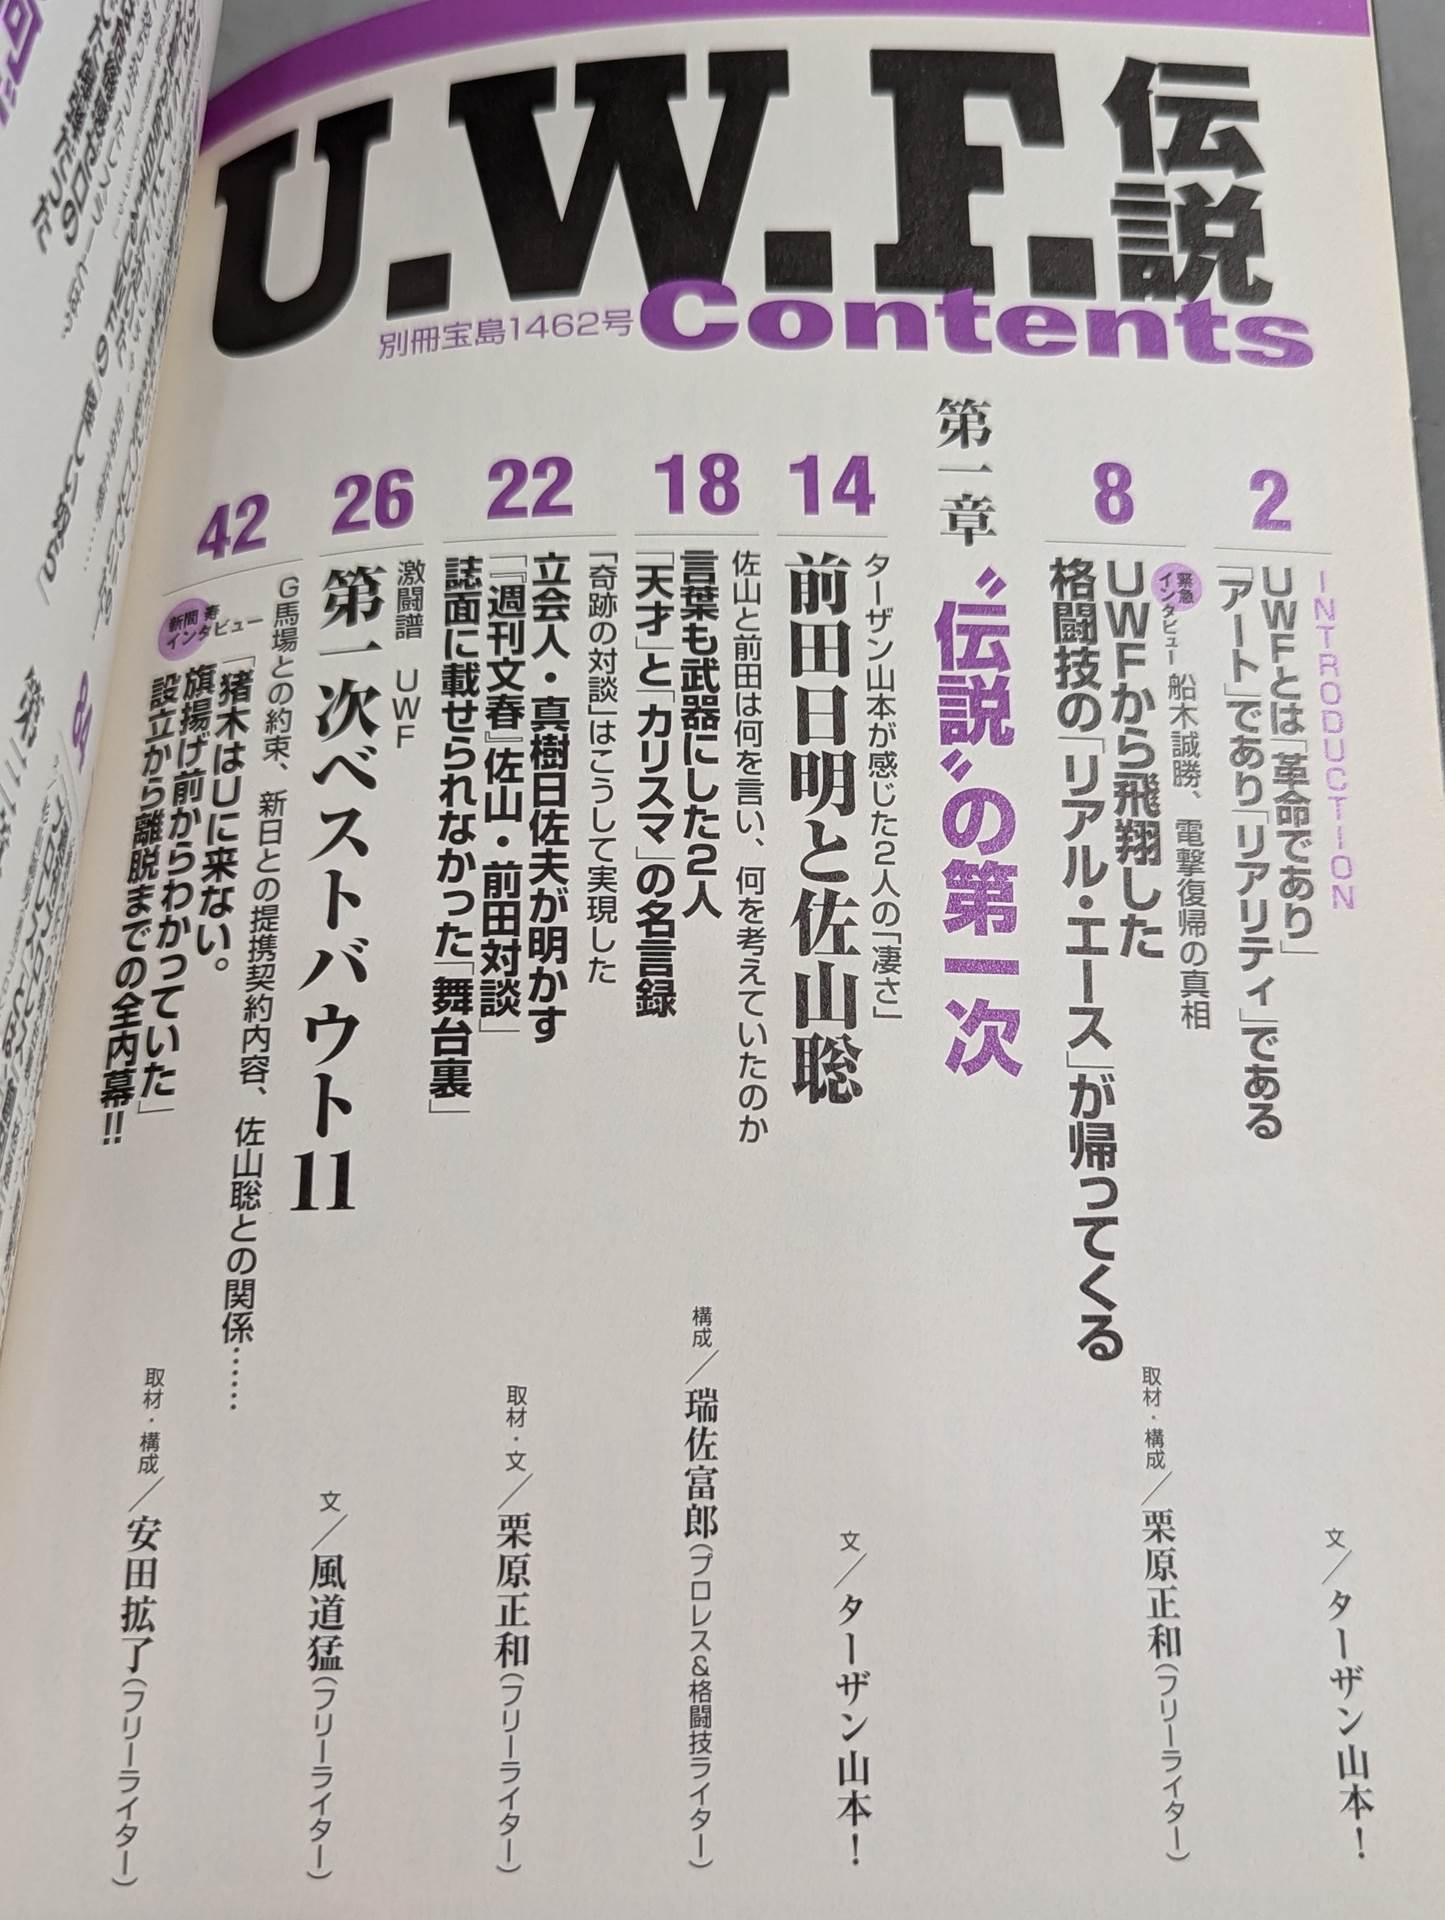 U.W.F.伝説
別冊宝島1462号
Contents
INTRODUCTION
2
UWFとは「革命であり」
「アート」であり「リアリティ」である
文／ターザン山本！
8
緊急インタビュー 船木誠勝、電撃復帰の真相
UWFから飛翔した
格闘技の「リアル・エース」が帰ってくる
取材・構成／栗原正和（フリーライター）
第一章 〝伝説〟の第一次
14
ターザン山本が感じた2人の「凄さ」
前田日明と佐山聡
文／ターザン山本！
18
佐山と前田は何を言い、何を考えていたのか
言葉も武器にした2人
「天才」と「カリスマ」の名言録
構成／瑞佐富郎（プロレス&格闘技ライター）
22
「奇跡の対談」はこうして実現した
立会人・真樹日佐夫が明かす
「『週刊文春』佐山・前田対談」
誌面に載せられなかった「舞台裏」
取材・文／栗原正和（フリーライター）
26
激闘譜 UWF
第一次ベストバウト11
文／風道猛（フリーライター）
42
G馬場との約束、新日との提携契約内容、佐山聡との関係……
新間 寿インタビュー
「猪木はUに来ない。
旗揚げ前からわかっていた」
設立から離脱までの全内幕!!
取材・構成／安田拡了（フリーライター）